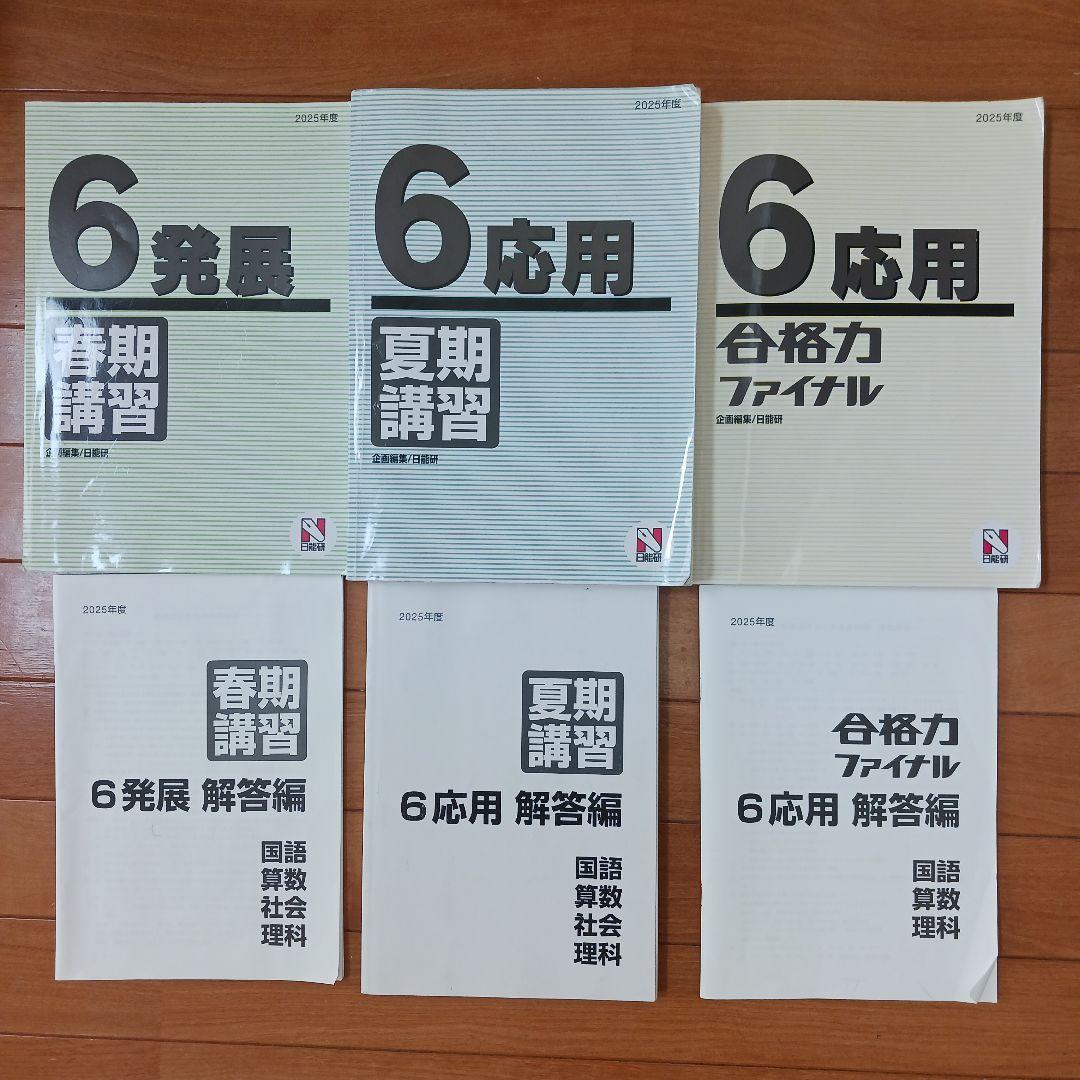 2025年度
6発展
春期
講習
企画編集/日能研
日能研
2025年度
6応用
夏期
講習
企画編集/日能研
日能研
2025年度
6応用
合格力
ファイナル
企画編集/日能研
日能研
2025年度
春期
講習
6発展 解答編
国語
算数
社会
理科
2025年度
夏期
講習
6応用 解答編
国語
算数
社会
理科
2025年度
合格力
ファイナル
6応用 解答編
国語
算数
理科